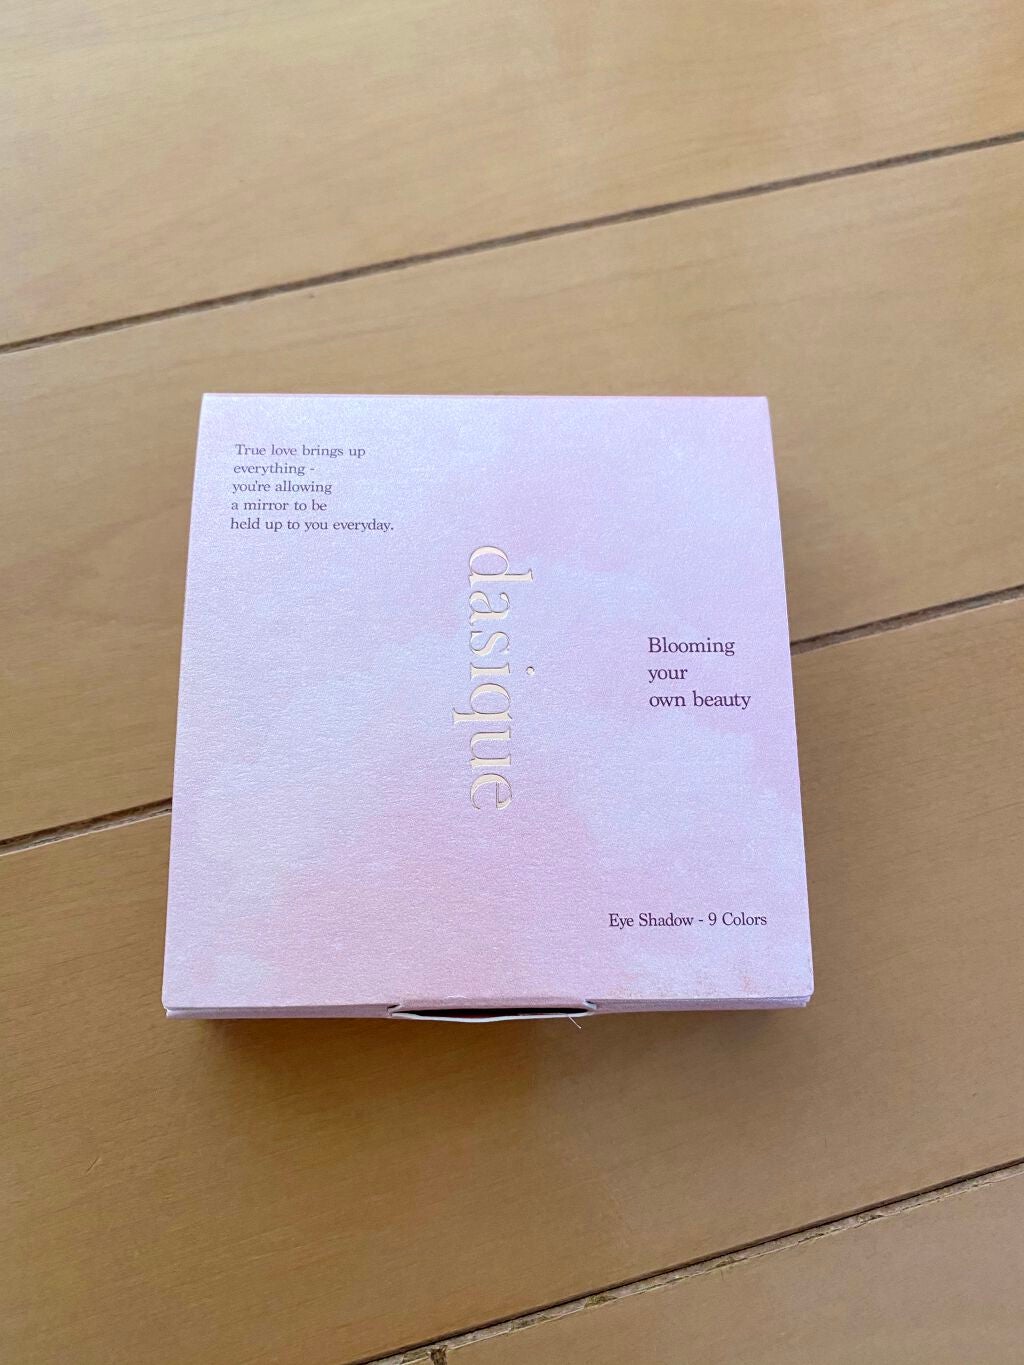 True love brings up
everything -
you're allowing
a mirror to be
held up to you everyday.
dasique
Blooming
your
own beauty
Eye Shadow - 9 Colors